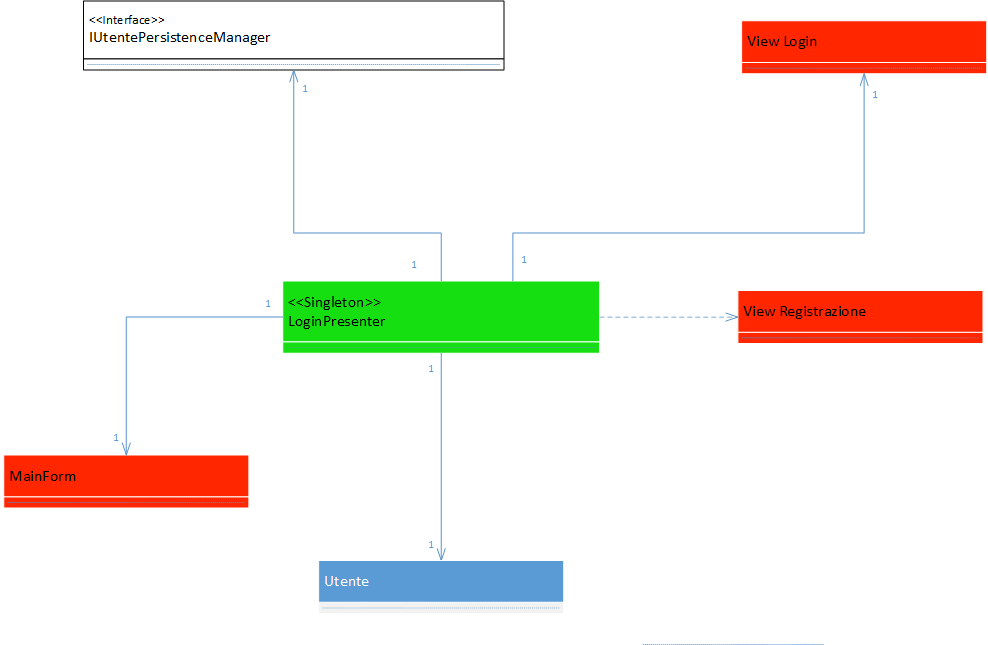 <<Interface>>
IUtentePersistenceManager
View Login
1
1
1
1
1
<<Singleton>>
LoginPresenter
View Registrazione
1
1
MainForm
1
Utente